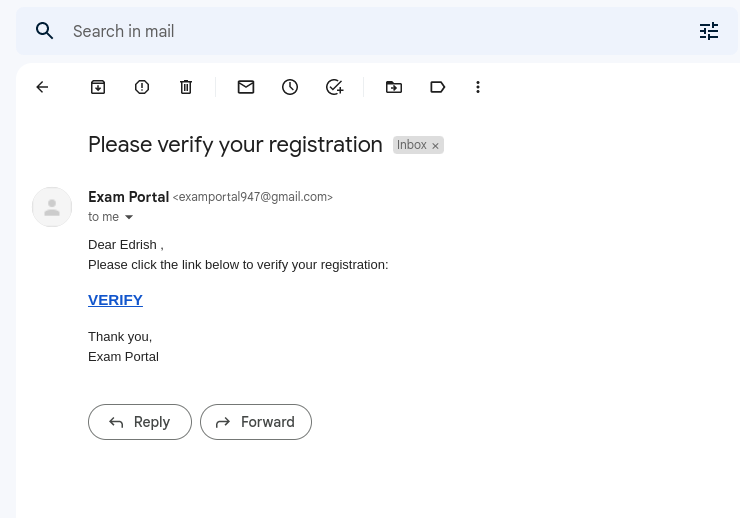 Search in mail
Please verify your registration Inbox ×
Exam Portal <examportal947@gmail.com>
to me
Dear Edrish ,
Please click the link below to verify your registration:
VERIFY
Thank you,
Exam Portal
Reply Forward